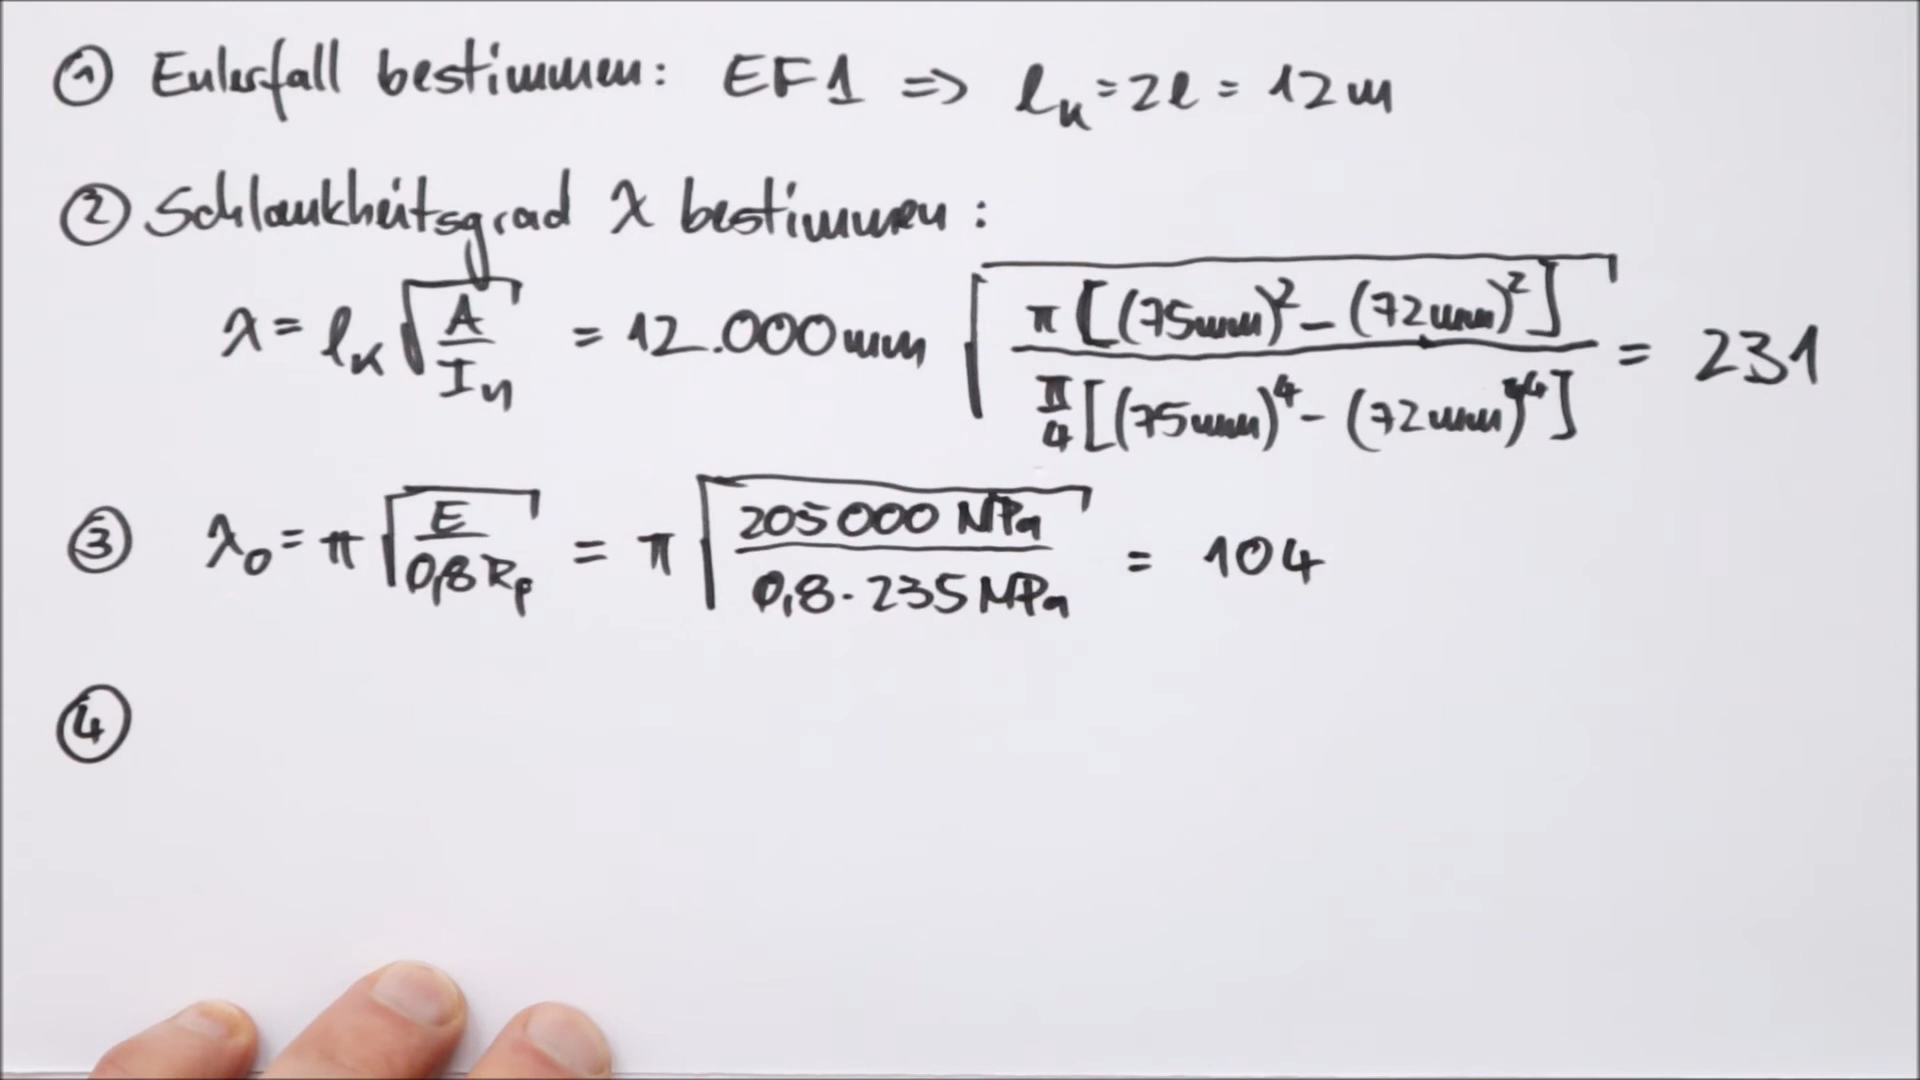 ① Eulerfall bestimmen: EF1 => lₖ = 2l = 12m
② Schlankheitsgrad λ bestimmen:
λ = lₖ √(A/Iη) = 12.000mm √(π[(75mm)² − (72mm)²] / π/4[(75mm)⁴ − (72mm)⁴]) = 231
③ λ₀ = π √(E/0,8Rₚ) = π √(205000 MPa / 0,8 · 235 MPa) = 104
④